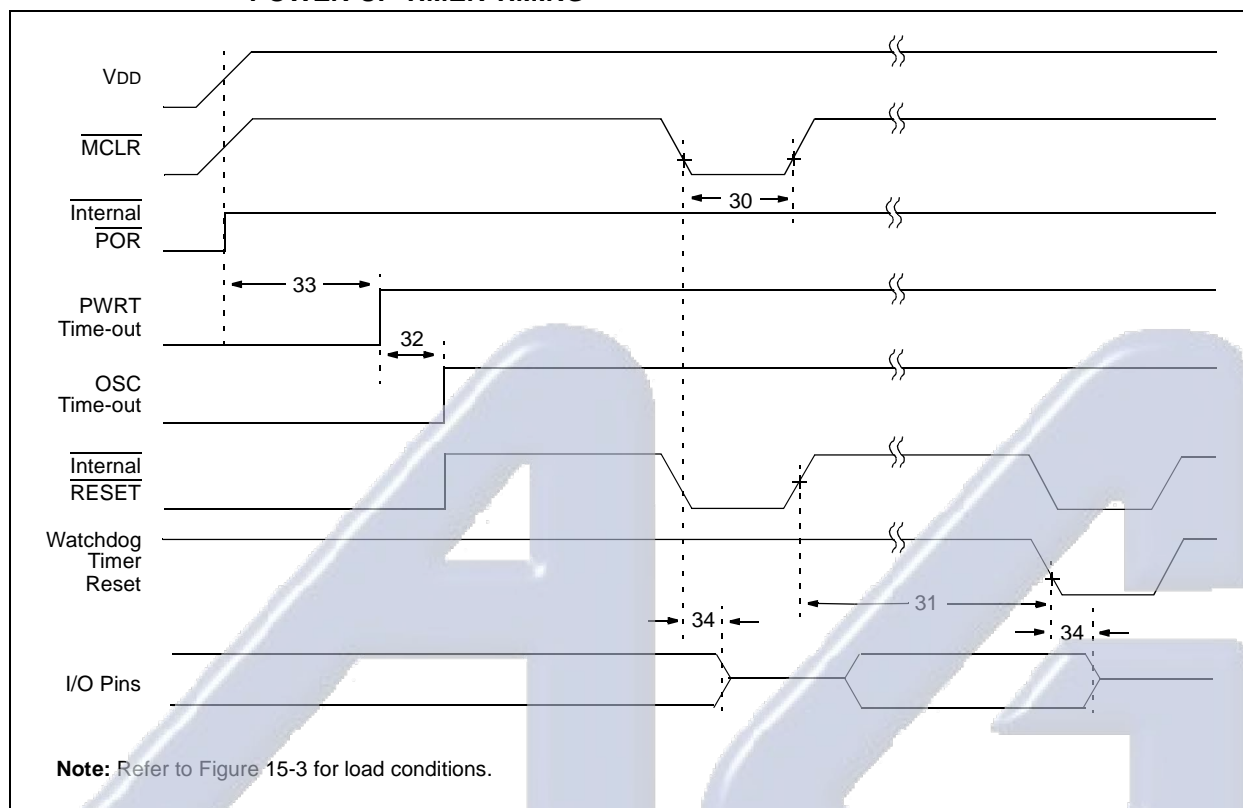 POWER-UP TIMER TIMING
VDD
MCLR
Internal
POR
33
30
PWRT
Time-out
32
OSC
Time-out
Internal
RESET
Watchdog
Timer
Reset
31
34
34
I/O Pins
Note: Refer to Figure 15-3 for load conditions.